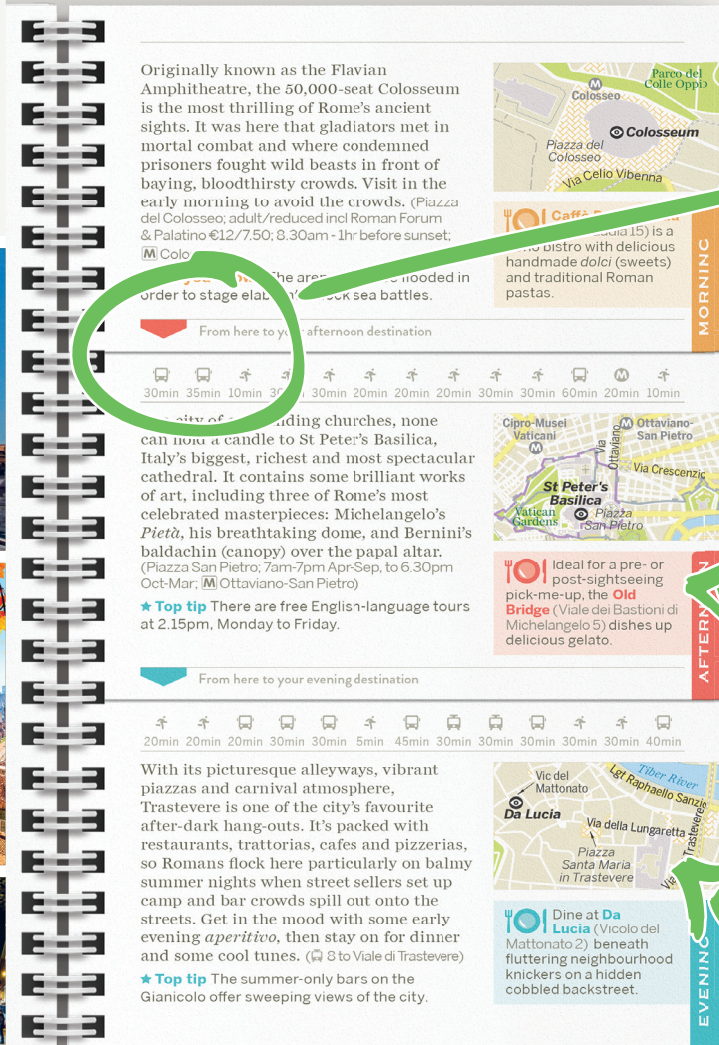 Originally known as the Flavian
Amphitheatre, the 50,000-seat Colosseum
is the most thrilling of Rome's ancient
sights. It was here that gladiators met in
mortal combat and where condemned
prisoners fought wild beasts in front of
baying, bloodthirsty crowds. Visit in the
early morning to avoid the crowds. (Piazza
del Colosseo; adult/reduced incl Roman Forum
& Palatino €12/7.50; 8.30am - 1hr before sunset;
M Colo
The flooded in
order to stage sea battles.
Parco del
Colle Oppio
M
Colosseo
Colosseum
Piazza del
Colosseo
Via Celio Vibenna
Caffè
15) is a
bistro with delicious
handmade dolci (sweets)
and traditional Roman
pastas.
MORNING
From here to your afternoon destination
30min 35min 10min 30min 20min 20min 20min 30min 30min 60min 20min 10min
M
city of churches, none
can hold a candle to St Peter's Basilica,
Italy's biggest, richest and most spectacular
cathedral. It contains some brilliant works
of art, including three of Rome's most
celebrated masterpieces: Michelangelo's
Pietà, his breathtaking dome, and Bernini's
baldachin (canopy) over the papal altar.
(Piazza San Pietro; 7am-7pm Apr-Sep, to 6.30pm
Oct-Mar; M Ottaviano-San Pietro)
★ Top tip There are free English-language tours
at 2.15pm, Monday to Friday.
Cipro-Musei
Vaticani
M
M Ottaviano-
San Pietro
Via
Ottaviano
Via Crescenzio
St Peter's
Basilica
Vatican
Gardens
Piazza
San Pietro
Ideal for a pre- or
post-sightseeing
pick-me-up, the Old
Bridge (Viale dei Bastioni di
Michelangelo 5) dishes up
delicious gelato.
From here to your evening destination
20min 20min 20min 30min 30min 5min 45min 30min 30min 30min 30min 30min 40min
With its picturesque alleyways, vibrant
piazzas and carnival atmosphere,
Trastevere is one of the city's favourite
after-dark hang-outs. It's packed with
restaurants, trattorias, cafes and pizzerias,
so Romans flock here particularly on balmy
summer nights when street sellers set up
camp and bar crowds spill out onto the
streets. Get in the mood with some early
evening aperitivo, then stay on for dinner
and some cool tunes. (8 to Viale di Trastevere)
★ Top tip The summer-only bars on the
Gianicolo offer sweeping views of the city.
Vic del
Mattonato
Da Lucia
Lgt Raphaello Sanzio
Tiber River
Via della Lungaretta
Piazza
Santa Maria
in Trastevere
Trastevere
Dine at Da
Lucia (Vicolo del
Mattonato 2) beneath
fluttering neighbourhood
knickers on a hidden
cobbled backstreet.
EVENING